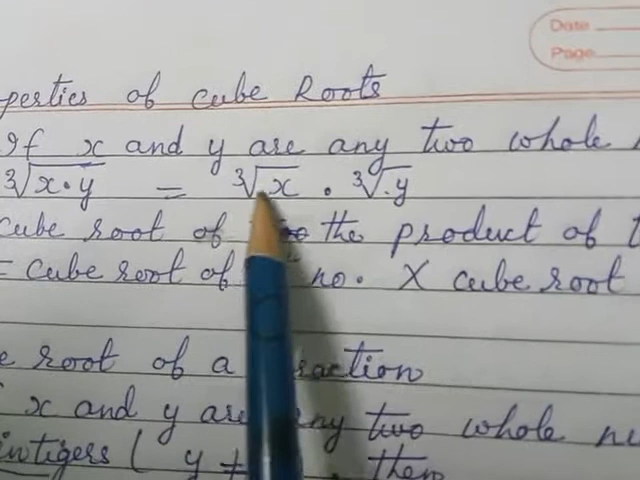 Date
Page
perties of cube Roots
If x and y are any two whole
∛x·y = ∛x . ∛.y
cube root of the product of
= cube root of no. X cube root
e root of a raction
x and y are ny two whole
intigers ( y ≠ then